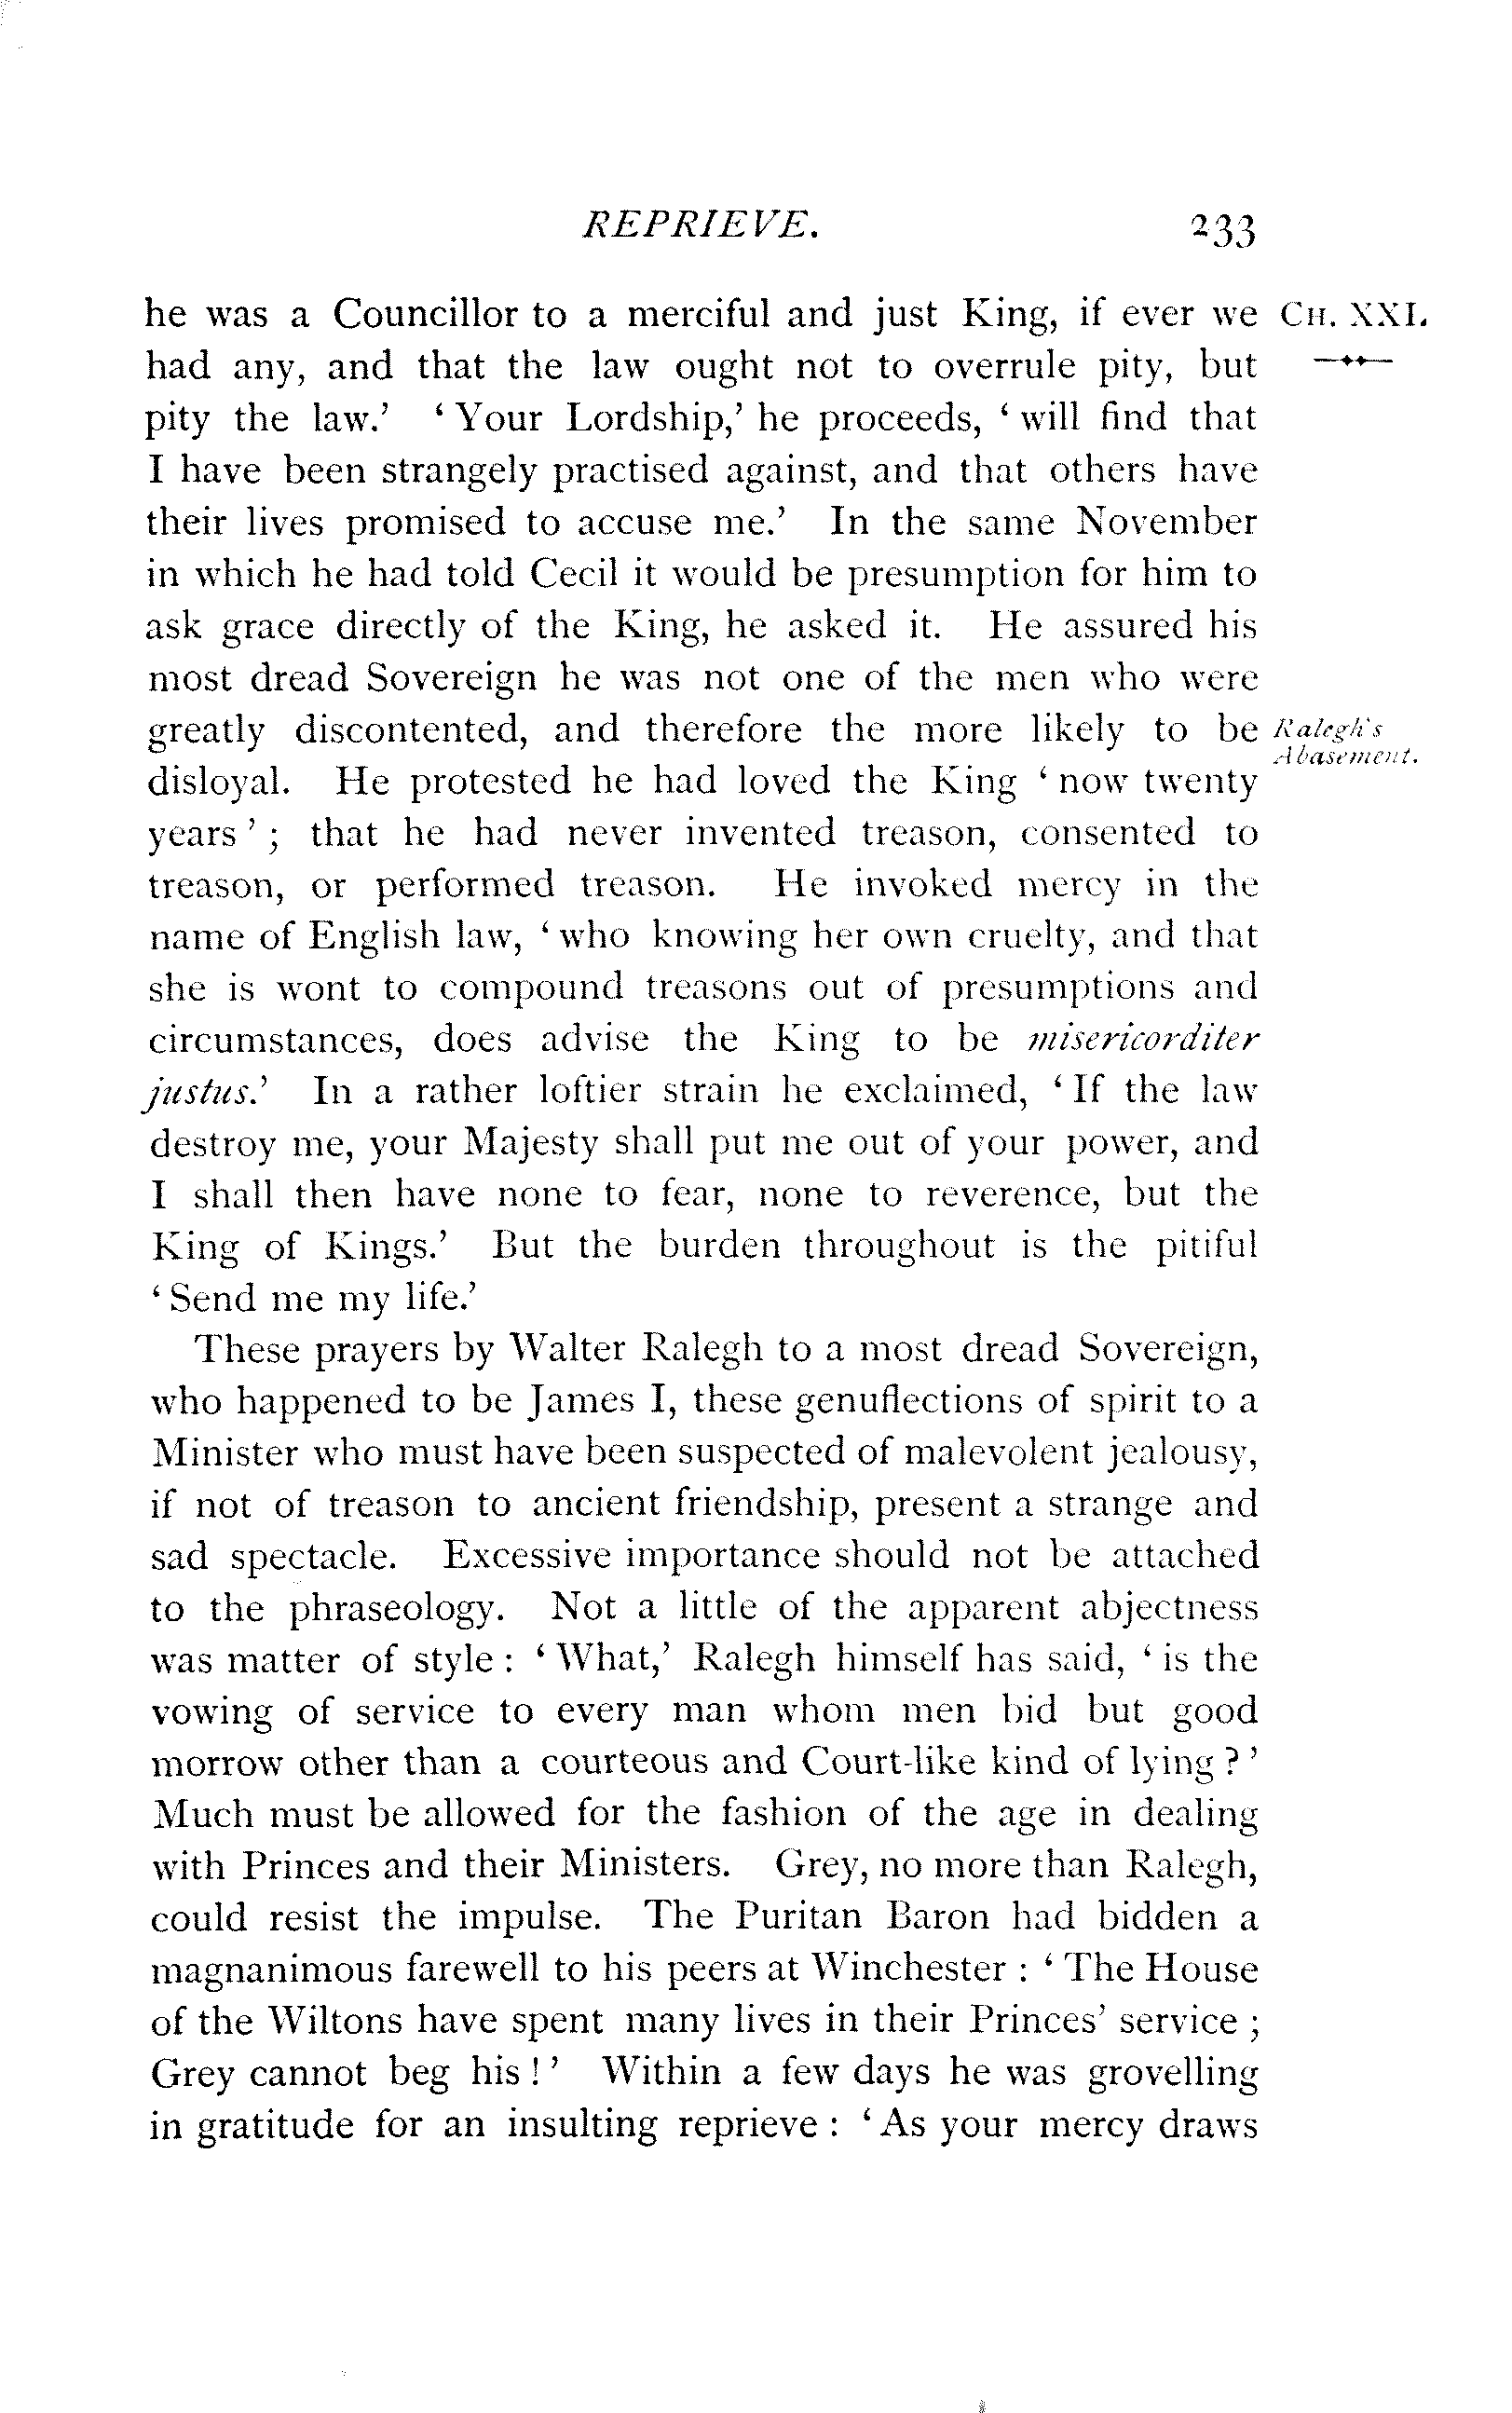 REPRIEVE. 233
he was a Councillor to a merciful and just King, if ever we CH. XXI.
had any, and that the law ought not to overrule pity, but
pity the law.’ ‘Your Lordship,’ he proceeds, ‘will find that
I have been strangely practised against, and that others have
their lives promised to accuse me.’ In the same November
in which he had told Cecil it would be presumption for him to
ask grace directly of the King, he asked it. He assured his
most dread Sovereign he was not one of the men who were
greatly discontented, and therefore the more likely to be Ralegh's
Abasement.
disloyal. He protested he had loved the King ‘now twenty
years’; that he had never invented treason, consented to
treason, or performed treason. He invoked mercy in the
name of English law, ‘who knowing her own cruelty, and that
she is wont to compound treasons out of presumptions and
circumstances, does advise the King to be misericorditer
justus.’ In a rather loftier strain he exclaimed, ‘If the law
destroy me, your Majesty shall put me out of your power, and
I shall then have none to fear, none to reverence, but the
King of Kings.’ But the burden throughout is the pitiful
‘Send me my life.’
These prayers by Walter Ralegh to a most dread Sovereign,
who happened to be James I, these genuflections of spirit to a
Minister who must have been suspected of malevolent jealousy,
if not of treason to ancient friendship, present a strange and
sad spectacle. Excessive importance should not be attached
to the phraseology. Not a little of the apparent abjectness
was matter of style: ‘What,’ Ralegh himself has said, ‘is the
vowing of service to every man whom men bid but good
morrow other than a courteous and Court-like kind of lying?’
Much must be allowed for the fashion of the age in dealing
with Princes and their Ministers. Grey, no more than Ralegh,
could resist the impulse. The Puritan Baron had bidden a
magnanimous farewell to his peers at Winchester: ‘The House
of the Wiltons have spent many lives in their Princes’ service;
Grey cannot beg his!’ Within a few days he was grovelling
in gratitude for an insulting reprieve: ‘As your mercy draws